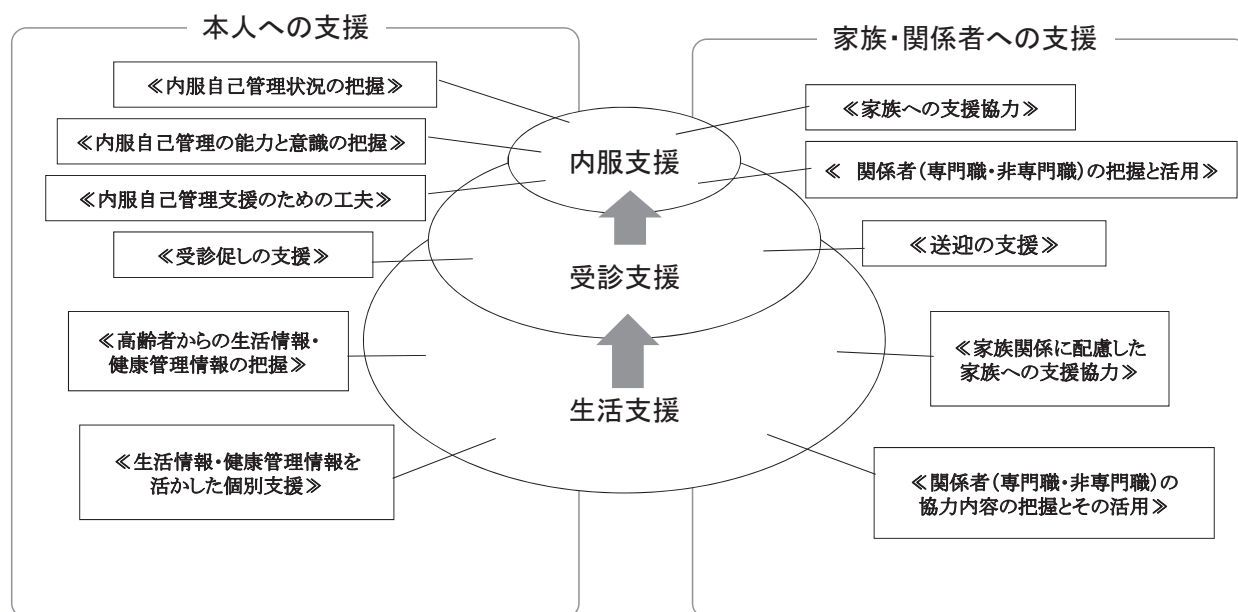 本人への支援
≪内服自己管理状況の把握≫
≪内服自己管理の能力と意識の把握≫
≪内服自己管理支援のための工夫≫
≪受診促しの支援≫
≪高齢者からの生活情報・
健康管理情報の把握≫
≪生活情報・健康管理情報を
活かした個別支援≫
内服支援
受診支援
生活支援
家族・関係者への支援
≪家族への支援協力≫
≪ 関係者(専門職・非専門職)の把握と活用≫
≪送迎の支援≫
≪家族関係に配慮した
家族への支援協力≫
≪関係者(専門職・非専門職)の
協力内容の把握とその活用≫